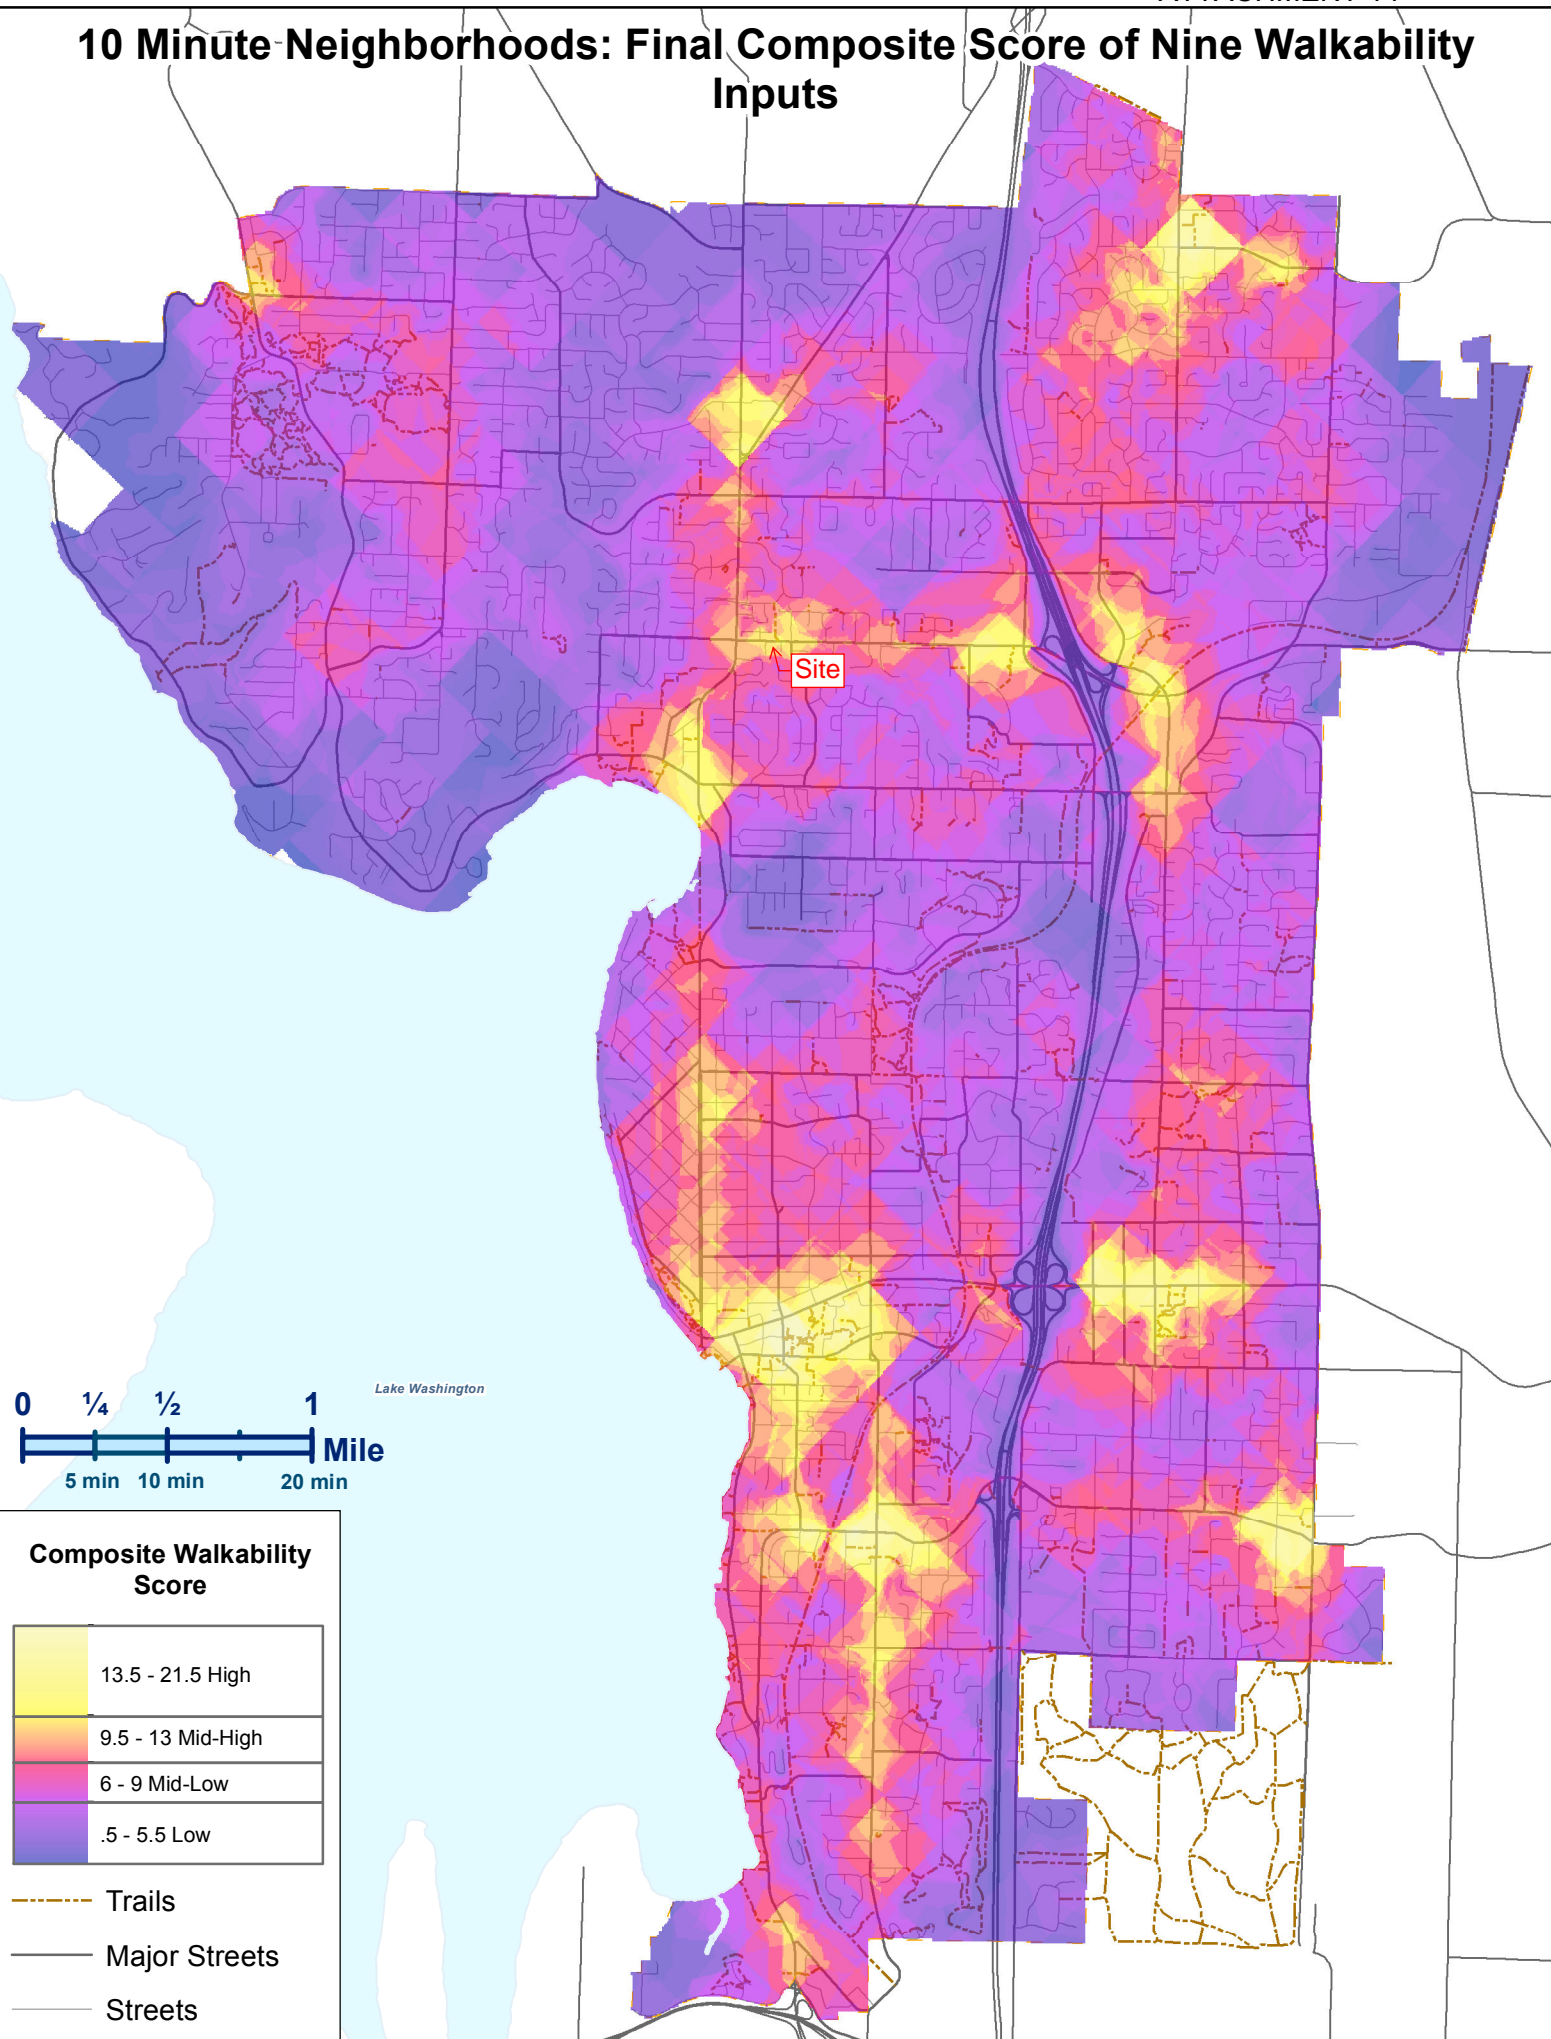 10 Minute Neighborhoods: Final Composite Score of Nine Walkability
Inputs
Site
Lake Washington
0 ¼ ½ 1
Mile
5 min 10 min 20 min
Composite Walkability
Score
13.5 - 21.5 High
9.5 - 13 Mid-High
6 - 9 Mid-Low
.5 - 5.5 Low
Trails
Major Streets
Streets